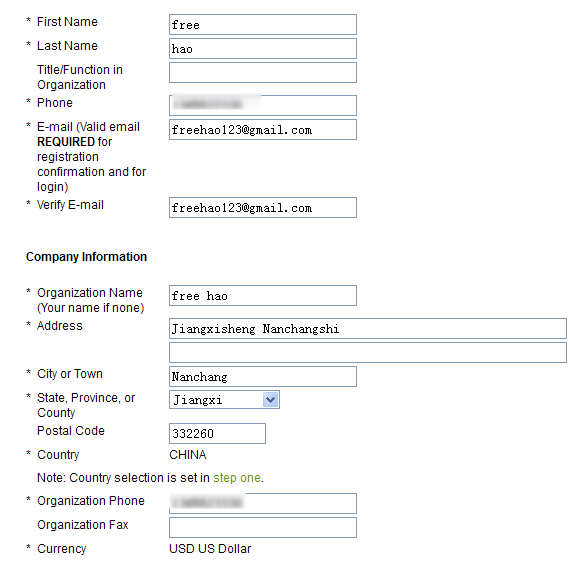 * First Name free
* Last Name hao
Title/Function in
Organization
* Phone
* E-mail (Valid email freehao123@gmail.com
REQUIRED for
registration
confirmation and for
login)
* Verify E-mail freehao123@gmail.com
Company Information
* Organization Name free hao
(Your name if none)
* Address Jiangxisheng Nanchangshi
* City or Town Nanchang
* State, Province, or Jiangxi
County
Postal Code 332260
* Country CHINA
Note: Country selection is set in step one.
* Organization Phone
Organization Fax
* Currency USD US Dollar